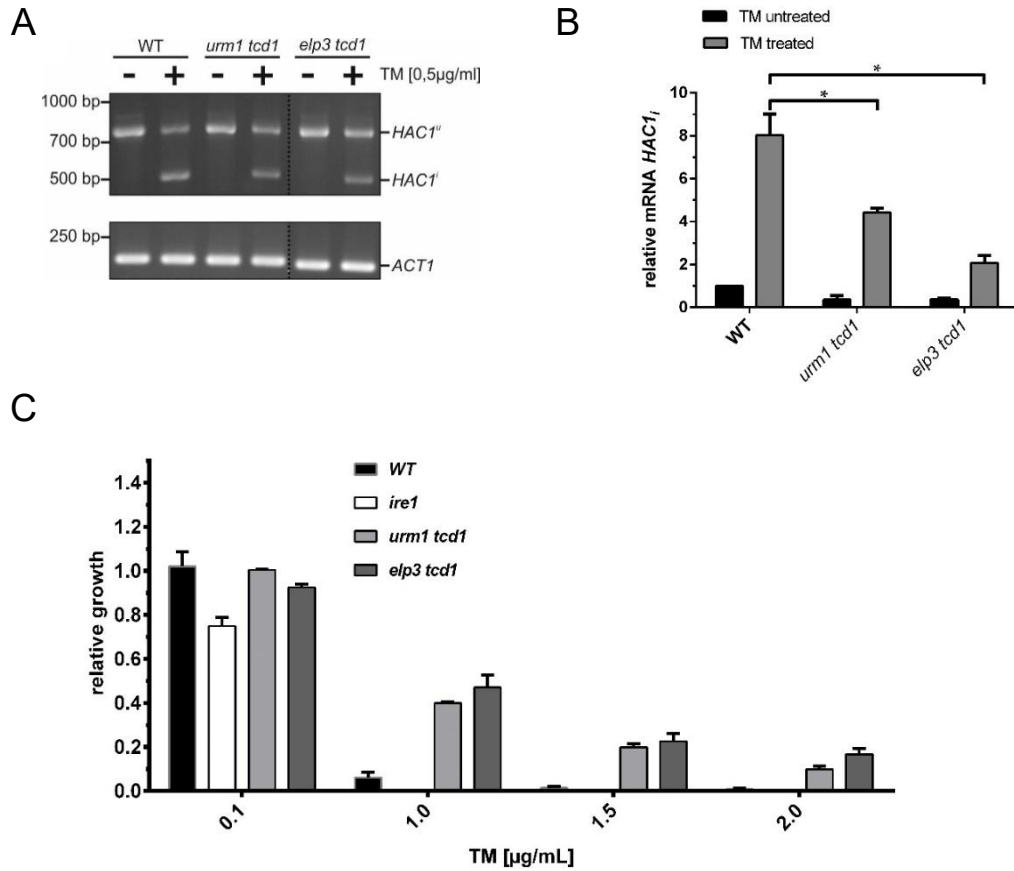 A
WT urm1 tcd1 elp3 tcd1
- + - + - + TM [0,5µg/ml]
1000 bp
700 bp
500 bp
HAC1ᵘ
HAC1ⁱ
250 bp
ACT1
B
TM untreated
TM treated
relative mRNA HAC1ᵢ
10
8
6
4
2
0
*
*
WT
urm1 tcd1
elp3 tcd1
C
WT
ire1
urm1 tcd1
elp3 tcd1
relative growth
1.4
1.2
1.0
0.8
0.6
0.4
0.2
0.0
0.1
1.0
1.5
2.0
TM [µg/mL]